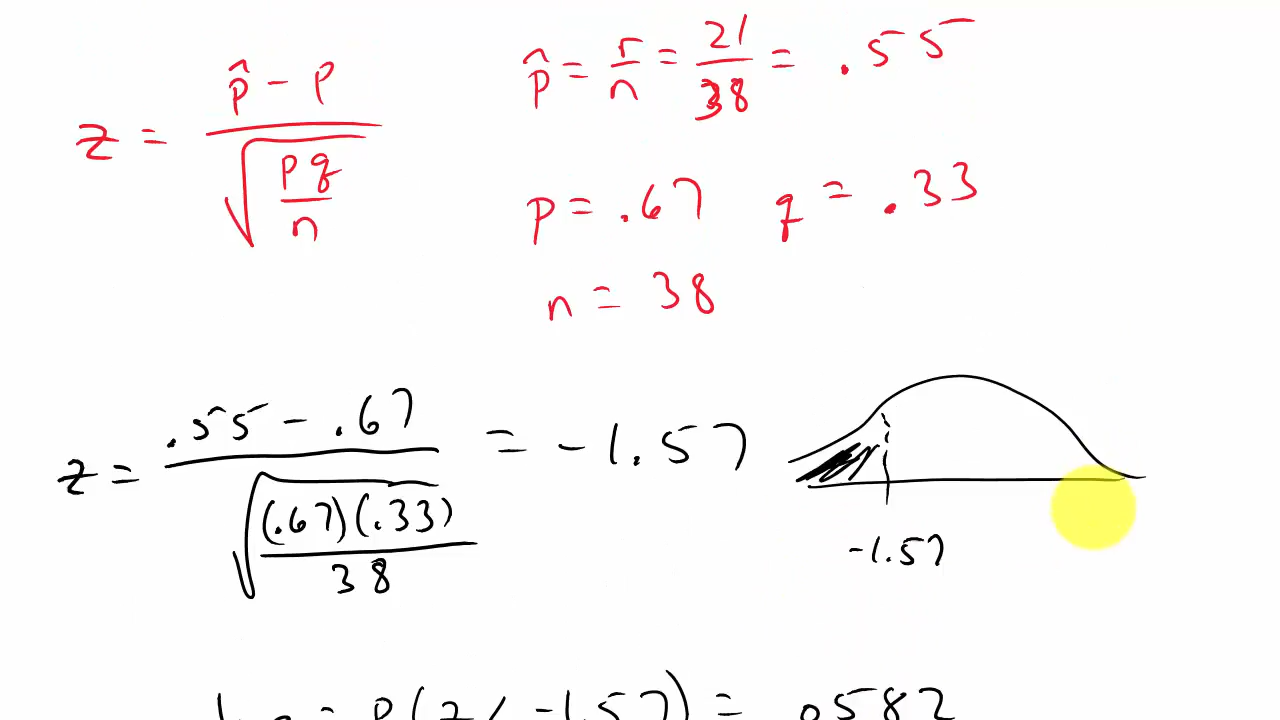 z = (p̂ - p) / √(pq/n)
p̂ = r/n = 21/38 = .55
p = .67 q = .33
n = 38
z = (.55 - .67) / √((.67)(.33)/38) = -1.57
-1.57
= P(z < -1.57) = .0582